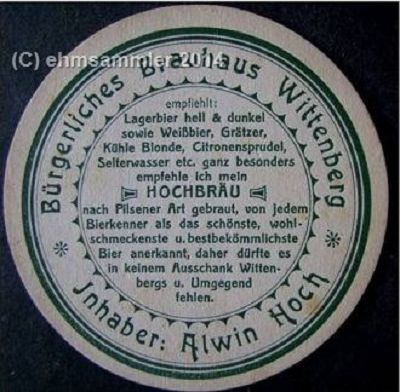 (C) ehmsammler 2014
Bürgerliches Brauhaus Wittenberg
empfiehlt:
Lagerbier hell & dunkel
sowie Weißbier, Grätzer,
Kühle Blonde, Citronensprudel,
Selterwasser etc. ganz besonders
empfehle ich mein
HOCHBRÄU
nach Pilsener Art gebraut, von jedem
Bierkenner als das schönste, wohl-
schmeckenste u. bestbekömmlichste
Bier anerkannt, daher dürfte es
in keinem Ausschank Witten-
bergs u. Umgegend
fehlen.
Inhaber: Alwin Hoch